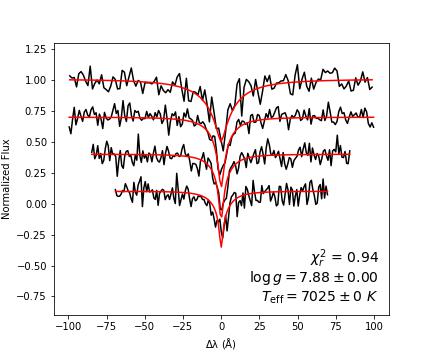 1.25
1.00
0.75
0.50
0.25
0.00
−0.25
−0.50
−0.75
Normalized Flux
χ²ᵣ = 0.94
log g = 7.88 ± 0.00
T_eff = 7025 ± 0 K
−100 −75 −50 −25 0 25 50 75 100
Δλ (Å)